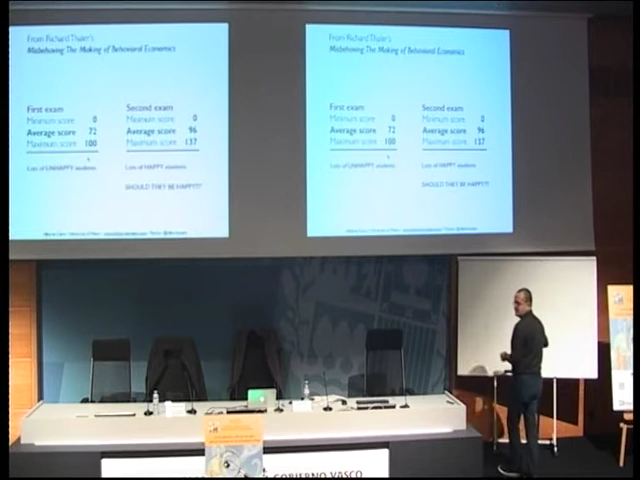 From Richard Thaler's
Misbehaving The Making of Behavioral Economics
First exam
Minimum score 0
Average score 72
Maximum score 100
Lots of UNHAPPY students
Second exam
Minimum score 0
Average score 96
Maximum score 137
Lots of HAPPY students
SHOULD THEY BE HAPPY???
From Richard Thaler's
Misbehaving The Making of Behavioral Economics
First exam
Minimum score 0
Average score 72
Maximum score 100
Lots of UNHAPPY students
Second exam
Minimum score 0
Average score 96
Maximum score 137
Lots of HAPPY students
SHOULD THEY BE HAPPY???
GOBIERNO VASCO